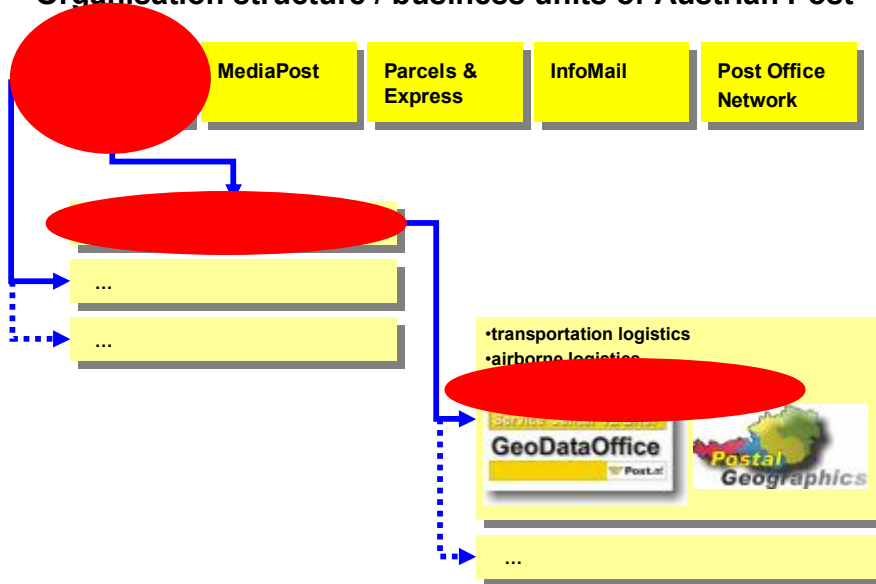 Organisation structure / business units of Austrian Post
MediaPost
Parcels &
Express
InfoMail
Post Office
Network
...
...
•transportation logistics
•airborne logistics
GeoDataOffice
Post.at
Postal
Geographics
...